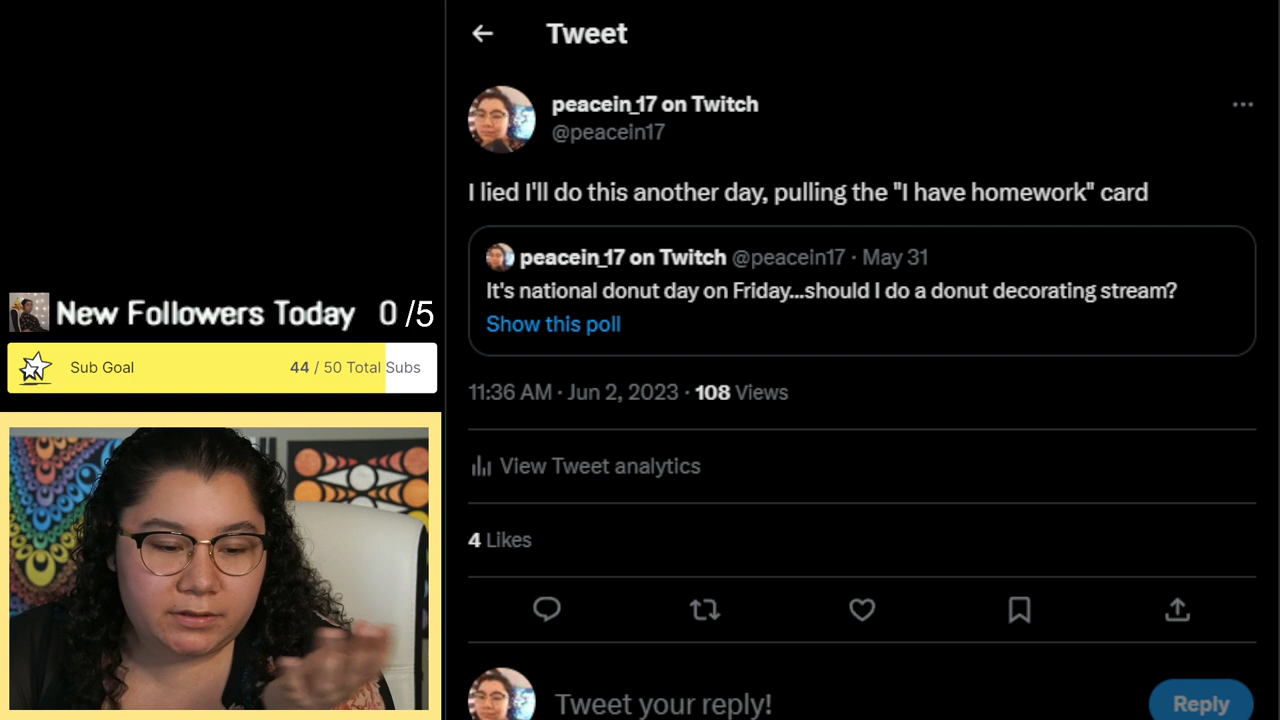 Tweet
peacein_17 on Twitch
@peacein17
I lied I'll do this another day, pulling the "I have homework" card
peacein_17 on Twitch @peacein17 · May 31
It's national donut day on Friday...should I do a donut decorating stream?
Show this poll
11:36 AM · Jun 2, 2023 · 108 Views
View Tweet analytics
4 Likes
Tweet your reply!
Reply
New Followers Today 0 /5
Sub Goal 44 / 50 Total Subs